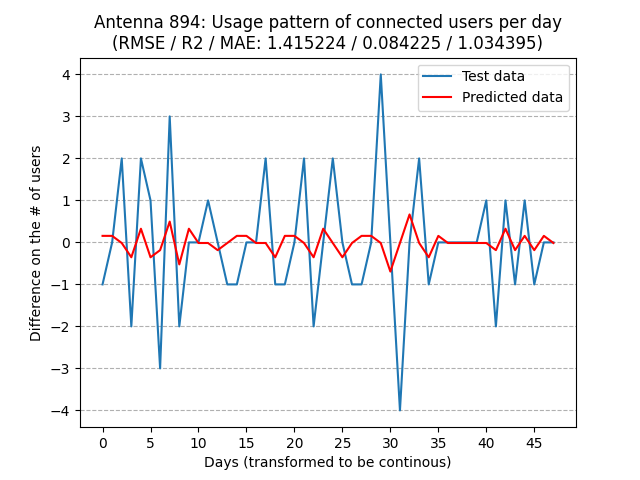 Antenna 894: Usage pattern of connected users per day
(RMSE / R2 / MAE: 1.415224 / 0.084225 / 1.034395)
Test data
Predicted data
4
3
2
1
0
−1
−2
−3
−4
Difference on the # of users
0 5 10 15 20 25 30 35 40 45
Days (transformed to be continous)